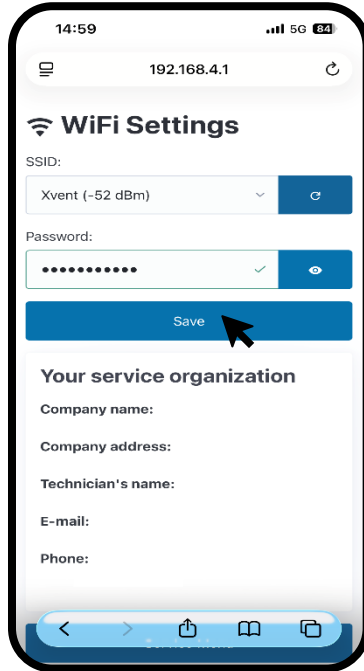 14:59 5G 84
192.168.4.1
WiFi Settings
SSID:
Xvent (-52 dBm)
Password:
•••••••••••
Save
Your service organization
Company name:
Company address:
Technician's name:
E-mail:
Phone: